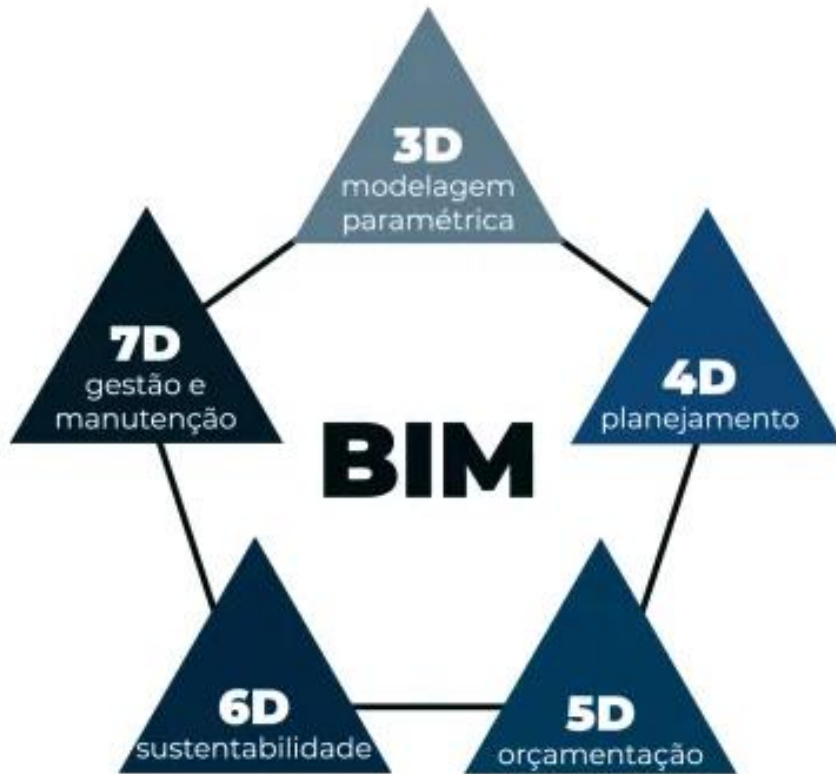 3D
modelagem
paramétrica
7D
gestão e
manutenção
4D
planejamento
BIM
6D
sustentabilidade
5D
orçamentação